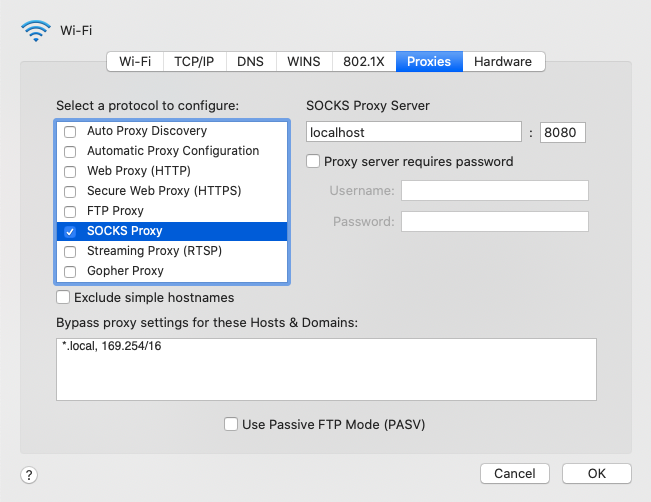 Wi-Fi
Wi-Fi TCP/IP DNS WINS 802.1X Proxies Hardware
Select a protocol to configure:
Auto Proxy Discovery
Automatic Proxy Configuration
Web Proxy (HTTP)
Secure Web Proxy (HTTPS)
FTP Proxy
SOCKS Proxy
Streaming Proxy (RTSP)
Gopher Proxy
SOCKS Proxy Server
localhost : 8080
Proxy server requires password
Username:
Password:
Exclude simple hostnames
Bypass proxy settings for these Hosts & Domains:
*.local, 169.254/16
Use Passive FTP Mode (PASV)
? Cancel OK